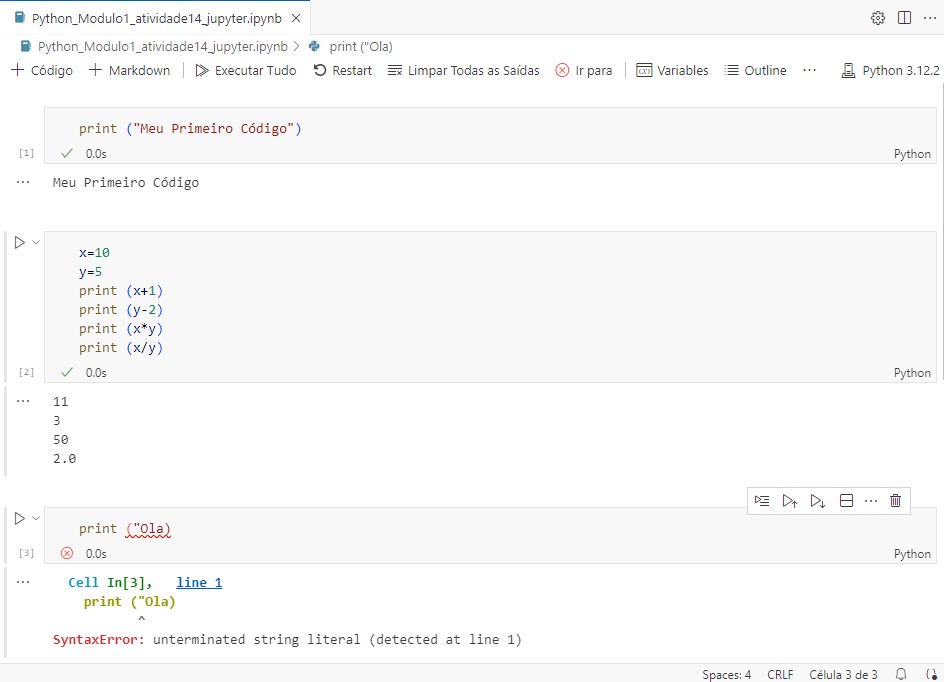 Python_Modulo1_atividade14_jupyter.ipynb
Python_Modulo1_atividade14_jupyter.ipynb > print ("Ola)
Código Markdown Executar Tudo Restart Limpar Todas as Saídas Ir para Variables Outline ... Python 3.12.2
print ("Meu Primeiro Código")
[1] 0.0s Python
Meu Primeiro Código
x=10
y=5
print (x+1)
print (y-2)
print (x*y)
print (x/y)
[2] 0.0s Python
11
3
50
2.0
print ("Ola)
[3] 0.0s Python
Cell In[3], line 1
print ("Ola)
^
SyntaxError: unterminated string literal (detected at line 1)
Spaces: 4 CRLF Célula 3 de 3